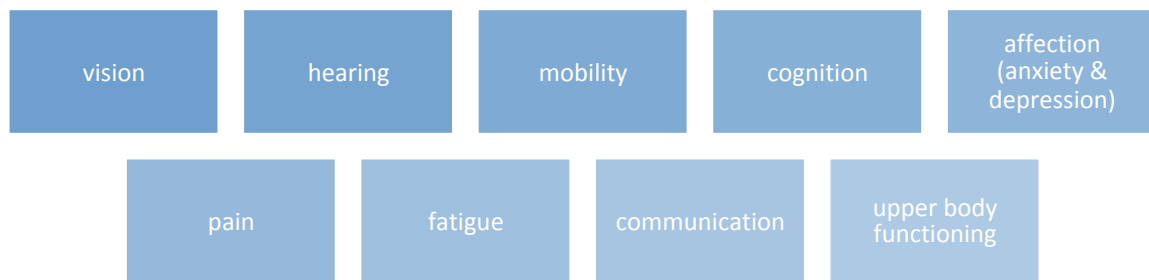 vision
hearing
mobility
cognition
affection
(anxiety &
depression)
pain
fatigue
communication
upper body
functioning